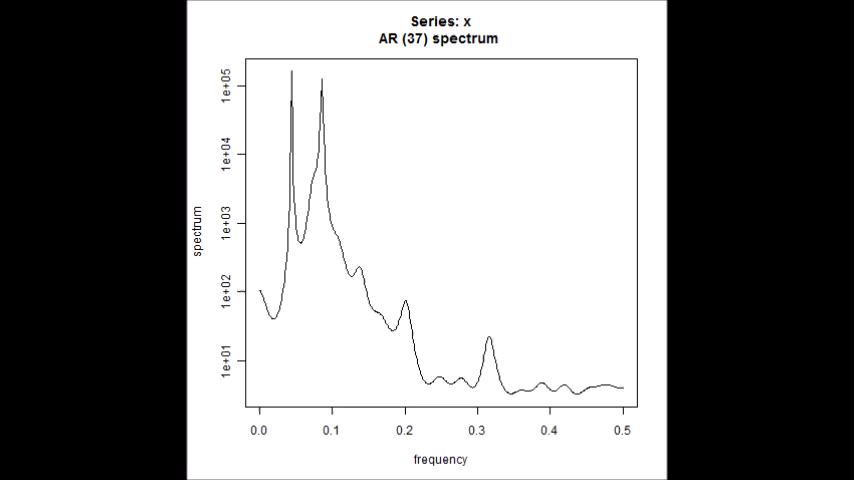 Series: x
AR (37) spectrum
1e+05
1e+04
1e+03
1e+02
1e+01
spectrum
0.0 0.1 0.2 0.3 0.4 0.5
frequency